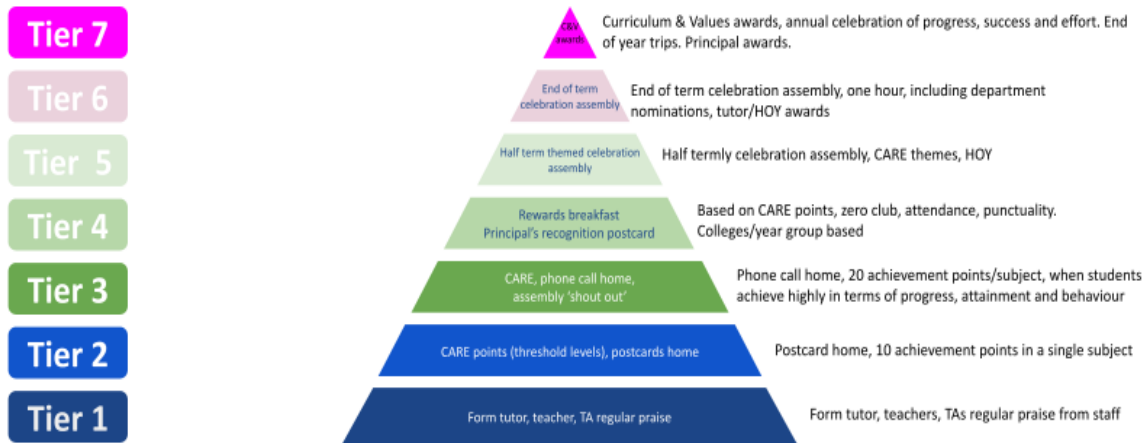 Tier 7
C&V
awards
Curriculum & Values awards, annual celebration of progress, success and effort. End
of year trips. Principal awards.
Tier 6
End of term
celebration assembly
End of term celebration assembly, one hour, including department
nominations, tutor/HOY awards
Tier 5
Half term themed celebration
assembly
Half termly celebration assembly, CARE themes, HOY
Tier 4
Rewards breakfast
Principal's recognition postcard
Based on CARE points, zero club, attendance, punctuality.
Colleges/year group based
Tier 3
CARE, phone call home,
assembly 'shout out'
Phone call home, 20 achievement points/subject, when students
achieve highly in terms of progress, attainment and behaviour
Tier 2
CARE points (threshold levels), postcards home
Postcard home, 10 achievement points in a single subject
Tier 1
Form tutor, teacher, TA regular praise
Form tutor, teachers, TAs regular praise from staff